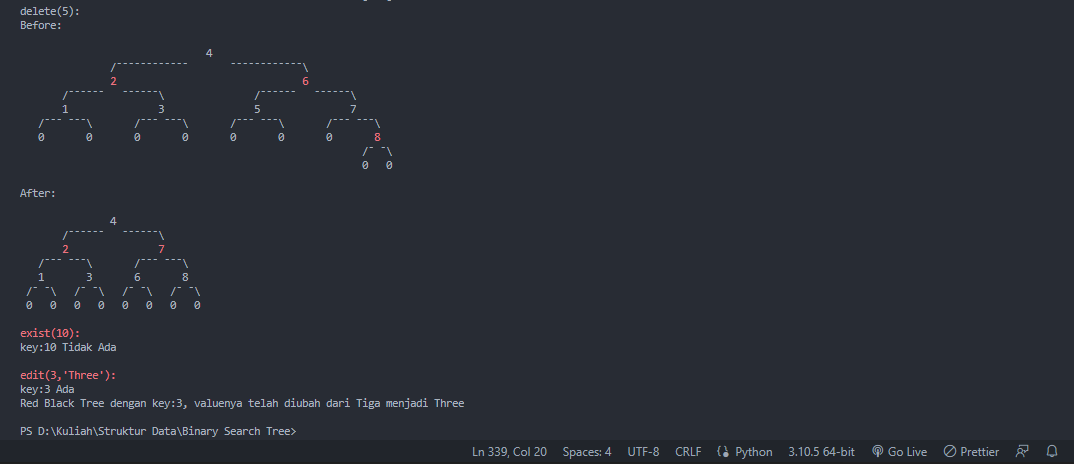 delete(5):
Before:
4
/------------ ------------\
2 6
/------ ------\ /------ ------\
1 3 5 7
/--- ---\ /--- ---\ /--- ---\ /--- ---\
0 0 0 0 0 0 0 8
/- -\
0 0
After:
4
/------ ------\
2 7
/--- ---\ /--- ---\
1 3 6 8
/- -\ /- -\ /- -\ /- -\
0 0 0 0 0 0 0 0
exist(10):
key:10 Tidak Ada
edit(3,'Three'):
key:3 Ada
Red Black Tree dengan key:3, valuenya telah diubah dari Tiga menjadi Three
PS D:\Kuliah\Struktur Data\Binary Search Tree>
Ln 339, Col 20 Spaces: 4 UTF-8 CRLF Python 3.10.5 64-bit Go Live Prettier